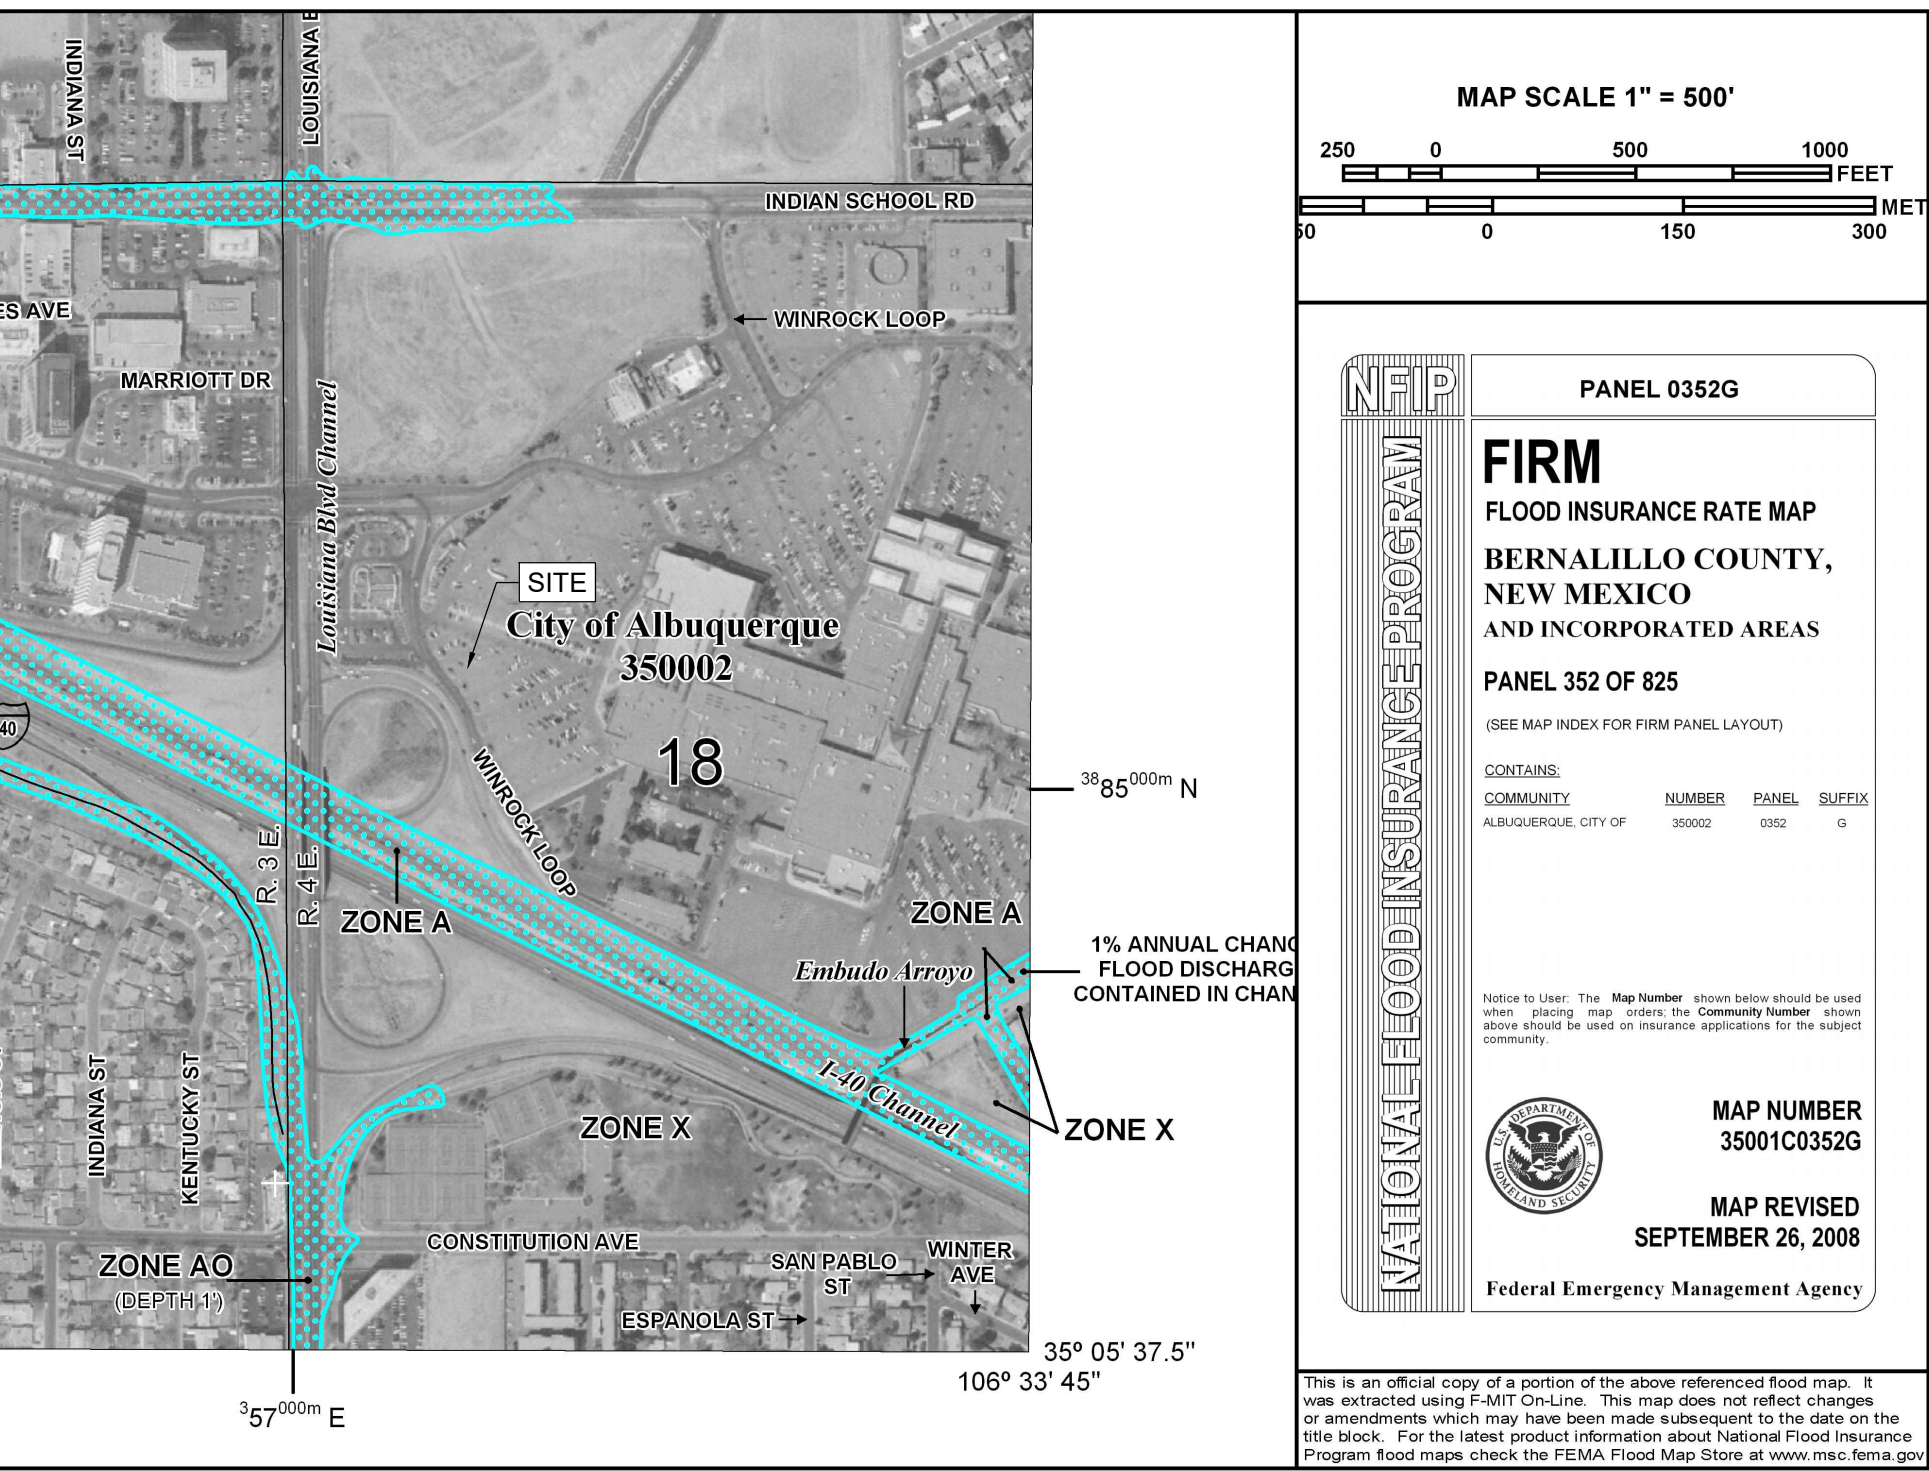 INDIANA ST
LOUISIANA B
INDIAN SCHOOL RD
ES AVE
WINROCK LOOP
MARRIOTT DR
Louisiana Blvd Channel
SITE
City of Albuquerque
350002
18
40
WINROCK LOOP
3885000m N
R. 3 E.
R. 4 E.
ZONE A
ZONE A
1% ANNUAL CHANC
FLOOD DISCHARG
CONTAINED IN CHAN
Embudo Arroyo
I-40 Channel
ZONE X
ZONE X
INDIANA ST
KENTUCKY ST
CONSTITUTION AVE
ZONE AO
(DEPTH 1')
SAN PABLO
ST
WINTER
AVE
ESPANOLA ST
35º 05' 37.5"
106º 33' 45"
357000m E
MAP SCALE 1" = 500'
250 0 500 1000
FEET
MET
50 0 150 300
NFIP
NATIONAL FLOOD INSURANCE PROGRAM
PANEL 0352G
FIRM
FLOOD INSURANCE RATE MAP
BERNALILLO COUNTY,
NEW MEXICO
AND INCORPORATED AREAS
PANEL 352 OF 825
(SEE MAP INDEX FOR FIRM PANEL LAYOUT)
CONTAINS:
COMMUNITY NUMBER PANEL SUFFIX
ALBUQUERQUE, CITY OF 350002 0352 G
Notice to User: The Map Number shown below should be used
when placing map orders; the Community Number shown
above should be used on insurance applications for the subject
community.
U.S. DEPARTMENT OF HOMELAND SECURITY
MAP NUMBER
35001C0352G
MAP REVISED
SEPTEMBER 26, 2008
Federal Emergency Management Agency
This is an official copy of a portion of the above referenced flood map. It
was extracted using F-MIT On-Line. This map does not reflect changes
or amendments which may have been made subsequent to the date on the
title block. For the latest product information about National Flood Insurance
Program flood maps check the FEMA Flood Map Store at www.msc.fema.gov